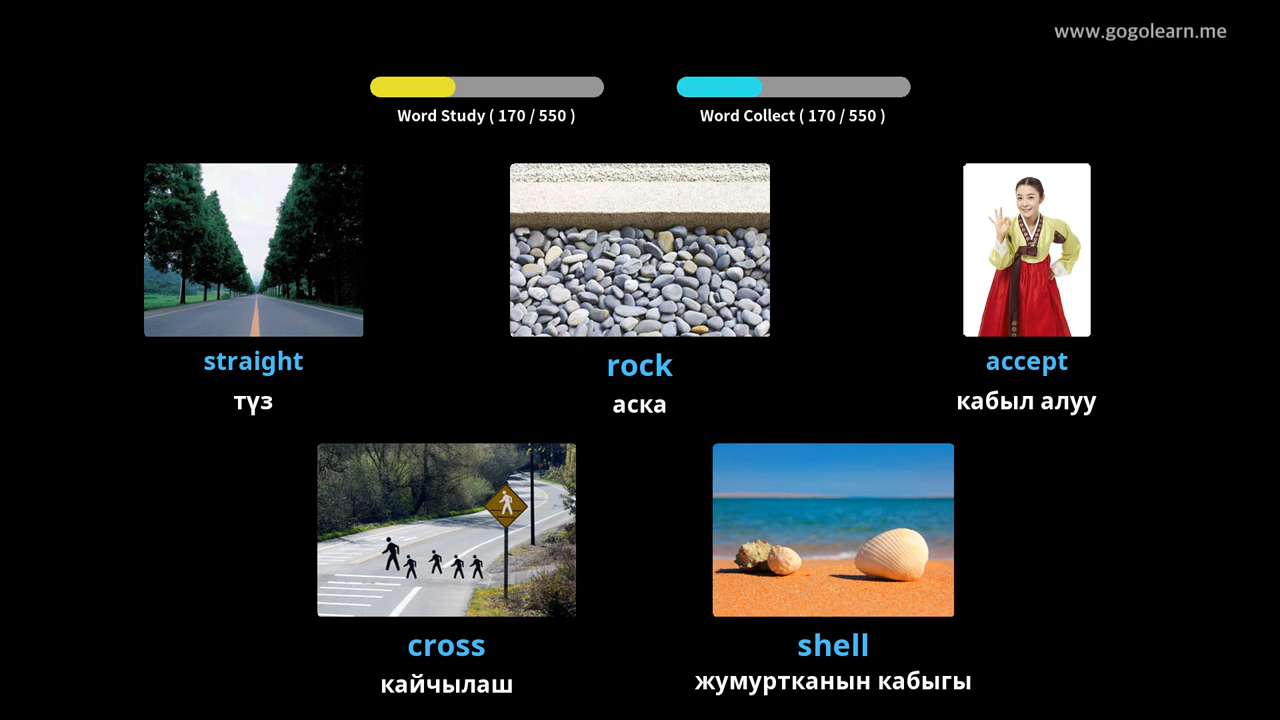 www.gogolearn.me
Word Study ( 170 / 550 )
Word Collect ( 170 / 550 )
straight
түз
rock
аска
accept
кабыл алуу
cross
кайчылаш
shell
жумуртканын кабыгы